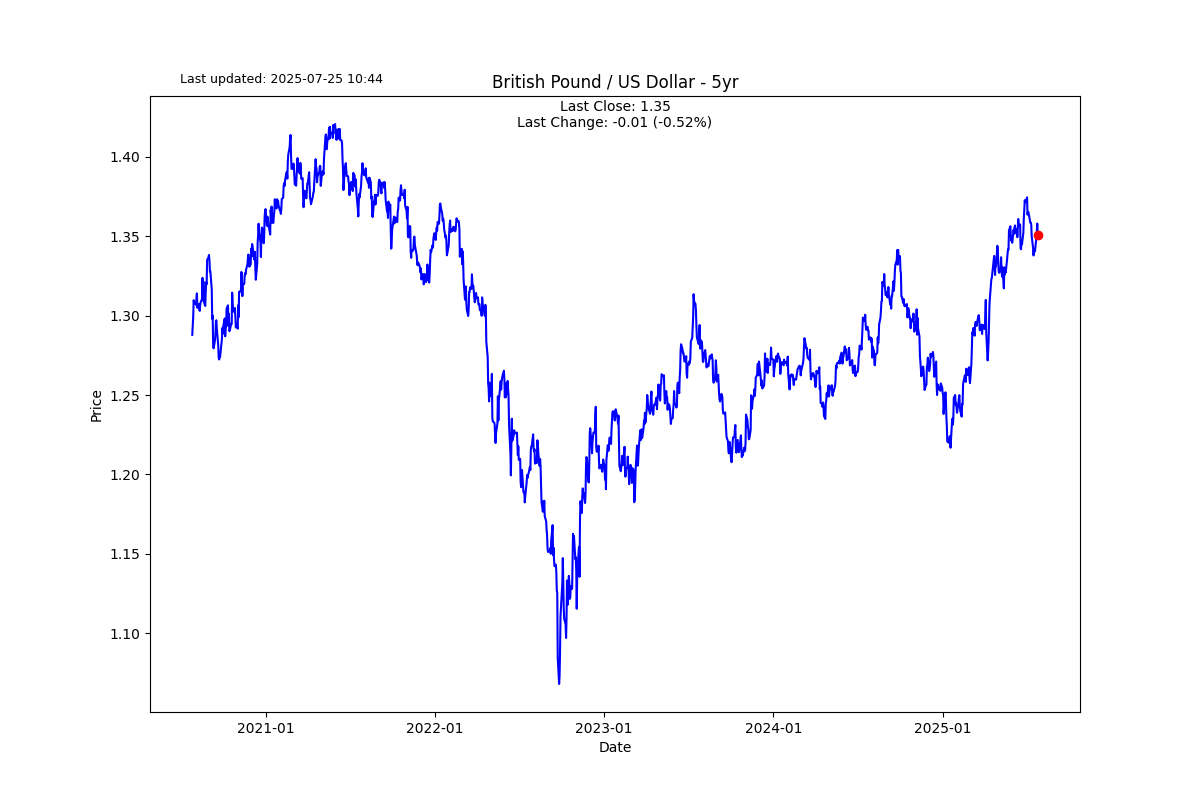 Last updated: 2025-07-25 10:44
British Pound / US Dollar - 5yr
Last Close: 1.35
Last Change: -0.01 (-0.52%)
1.40
1.35
1.30
1.25
1.20
1.15
1.10
Price
2021-01 2022-01 2023-01 2024-01 2025-01
Date